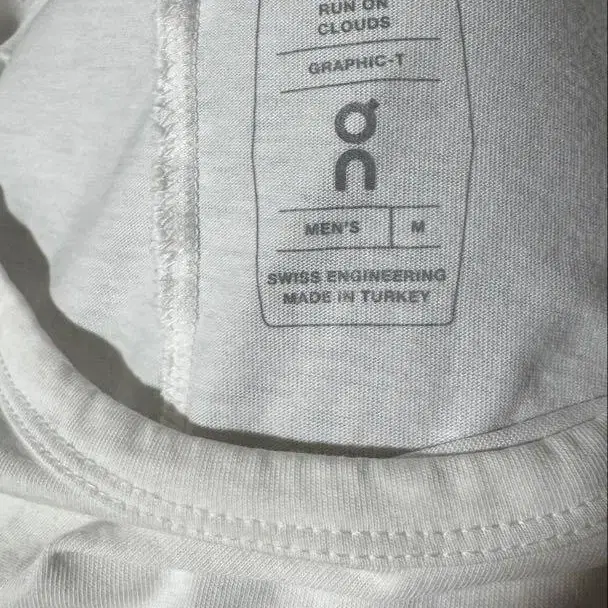 RUN ON
CLOUDS
GRAPHIC-T
on
MEN'S M
SWISS ENGINEERING
MADE IN TURKEY